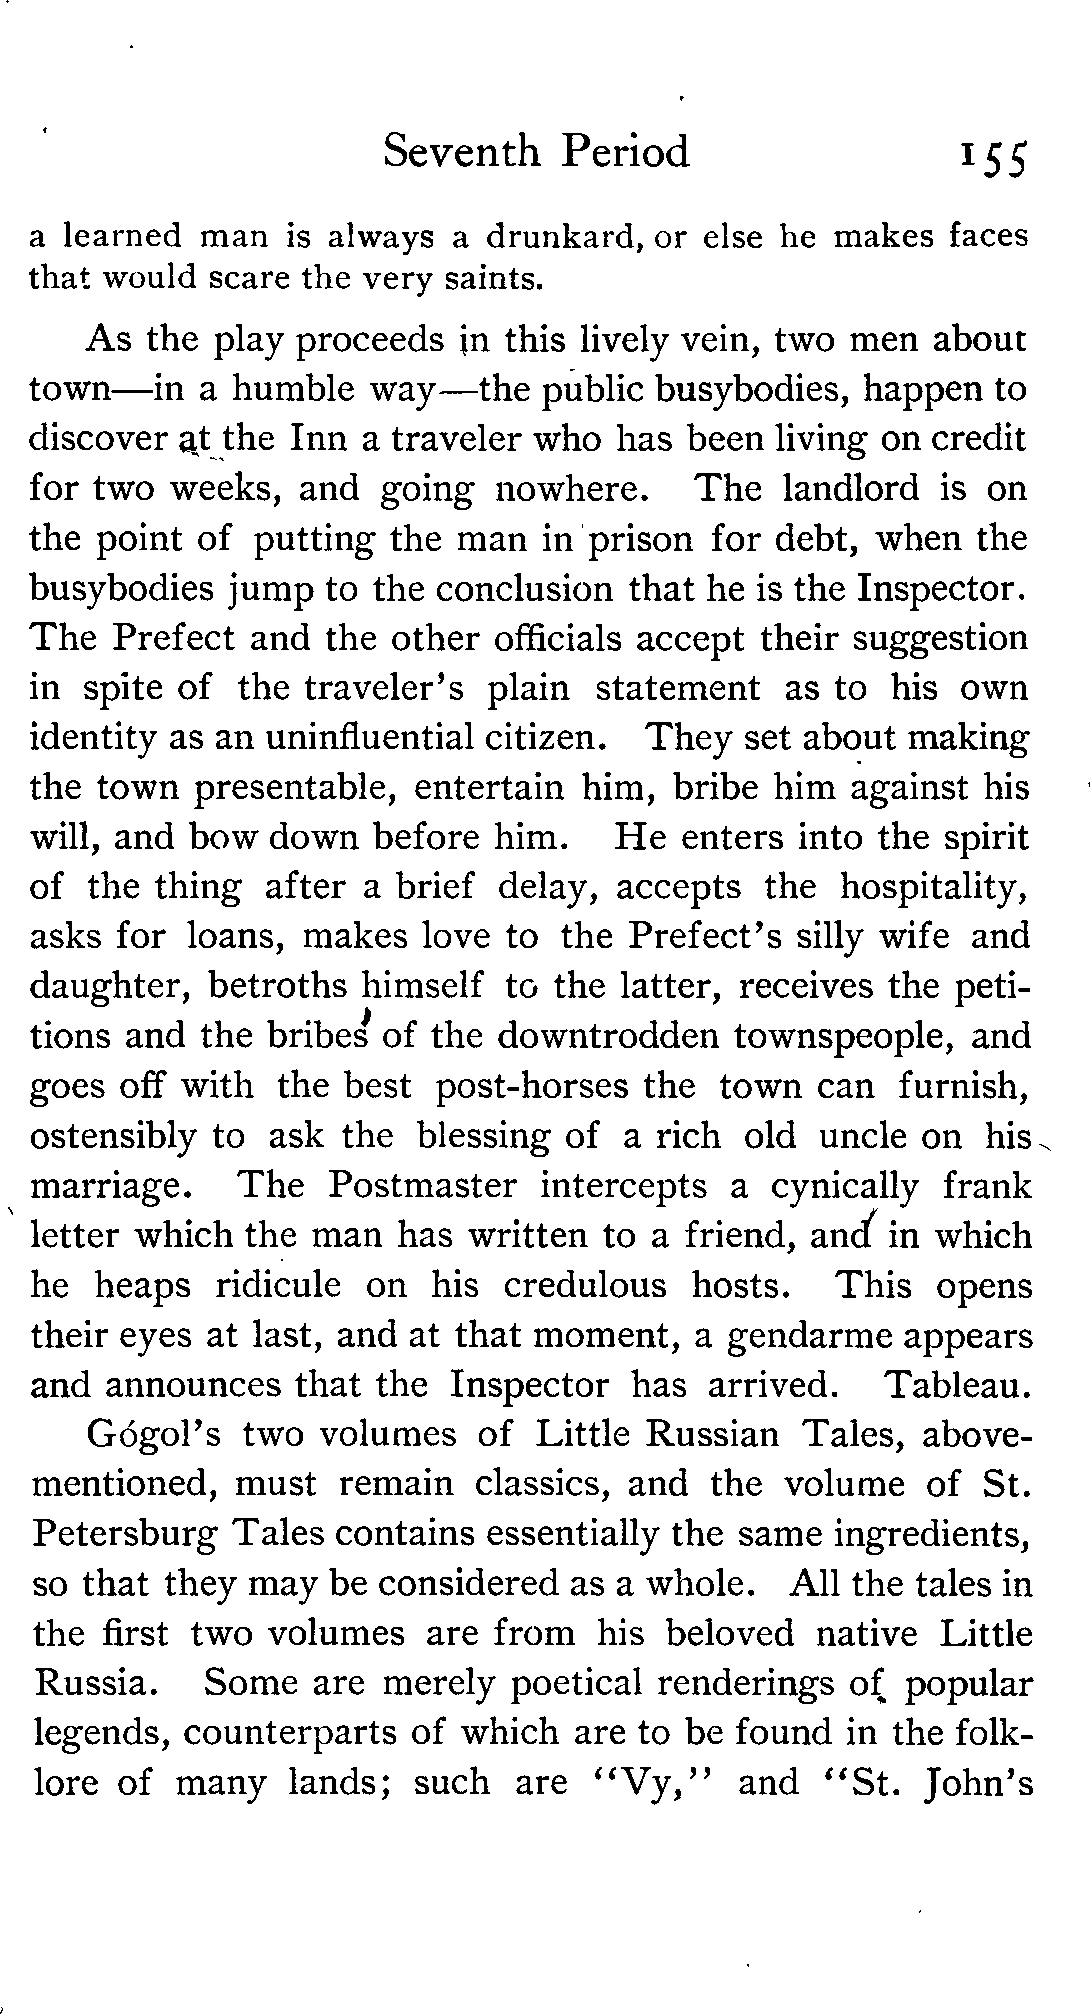 Seventh Period 155
a learned man is always a drunkard, or else he makes faces
that would scare the very saints.
As the play proceeds in this lively vein, two men about
town—in a humble way—the public busybodies, happen to
discover at the Inn a traveler who has been living on credit
for two weeks, and going nowhere. The landlord is on
the point of putting the man in prison for debt, when the
busybodies jump to the conclusion that he is the Inspector.
The Prefect and the other officials accept their suggestion
in spite of the traveler's plain statement as to his own
identity as an uninfluential citizen. They set about making
the town presentable, entertain him, bribe him against his
will, and bow down before him. He enters into the spirit
of the thing after a brief delay, accepts the hospitality,
asks for loans, makes love to the Prefect's silly wife and
daughter, betroths himself to the latter, receives the peti-
tions and the bribes of the downtrodden townspeople, and
goes off with the best post-horses the town can furnish,
ostensibly to ask the blessing of a rich old uncle on his
marriage. The Postmaster intercepts a cynically frank
letter which the man has written to a friend, and in which
he heaps ridicule on his credulous hosts. This opens
their eyes at last, and at that moment, a gendarme appears
and announces that the Inspector has arrived. Tableau.
Gógol's two volumes of Little Russian Tales, above-
mentioned, must remain classics, and the volume of St.
Petersburg Tales contains essentially the same ingredients,
so that they may be considered as a whole. All the tales in
the first two volumes are from his beloved native Little
Russia. Some are merely poetical renderings of popular
legends, counterparts of which are to be found in the folk-
lore of many lands; such are "Vy," and "St. John's